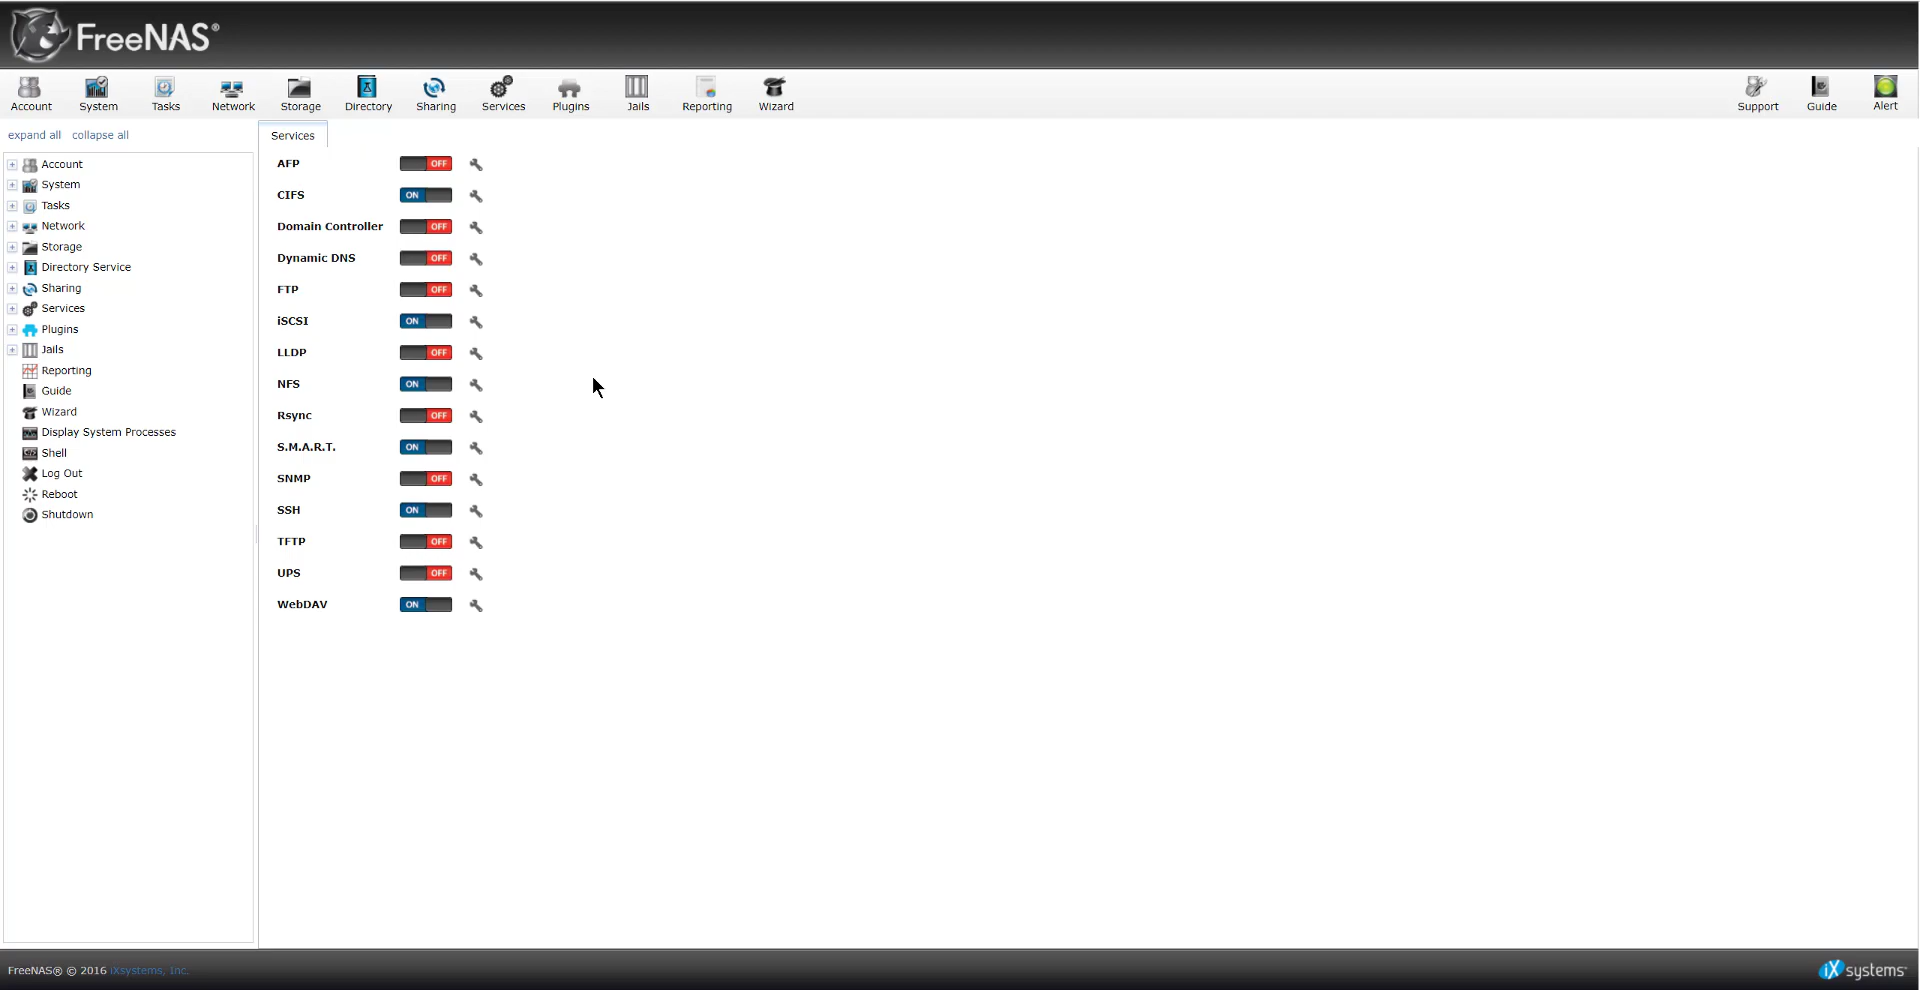 FreeNAS®
Account System Tasks Network Storage Directory Sharing Services Plugins Jails Reporting Wizard Support Guide Alert
expand all collapse all
Account
System
Tasks
Network
Storage
Directory Service
Sharing
Services
Plugins
Jails
Reporting
Guide
Wizard
Display System Processes
Shell
Log Out
Reboot
Shutdown
Services
AFP OFF
CIFS ON
Domain Controller OFF
Dynamic DNS OFF
FTP OFF
iSCSI ON
LLDP OFF
NFS ON
Rsync OFF
S.M.A.R.T. ON
SNMP OFF
SSH ON
TFTP OFF
UPS OFF
WebDAV ON
FreeNAS® © 2016 iXsystems, Inc.
iXsystems